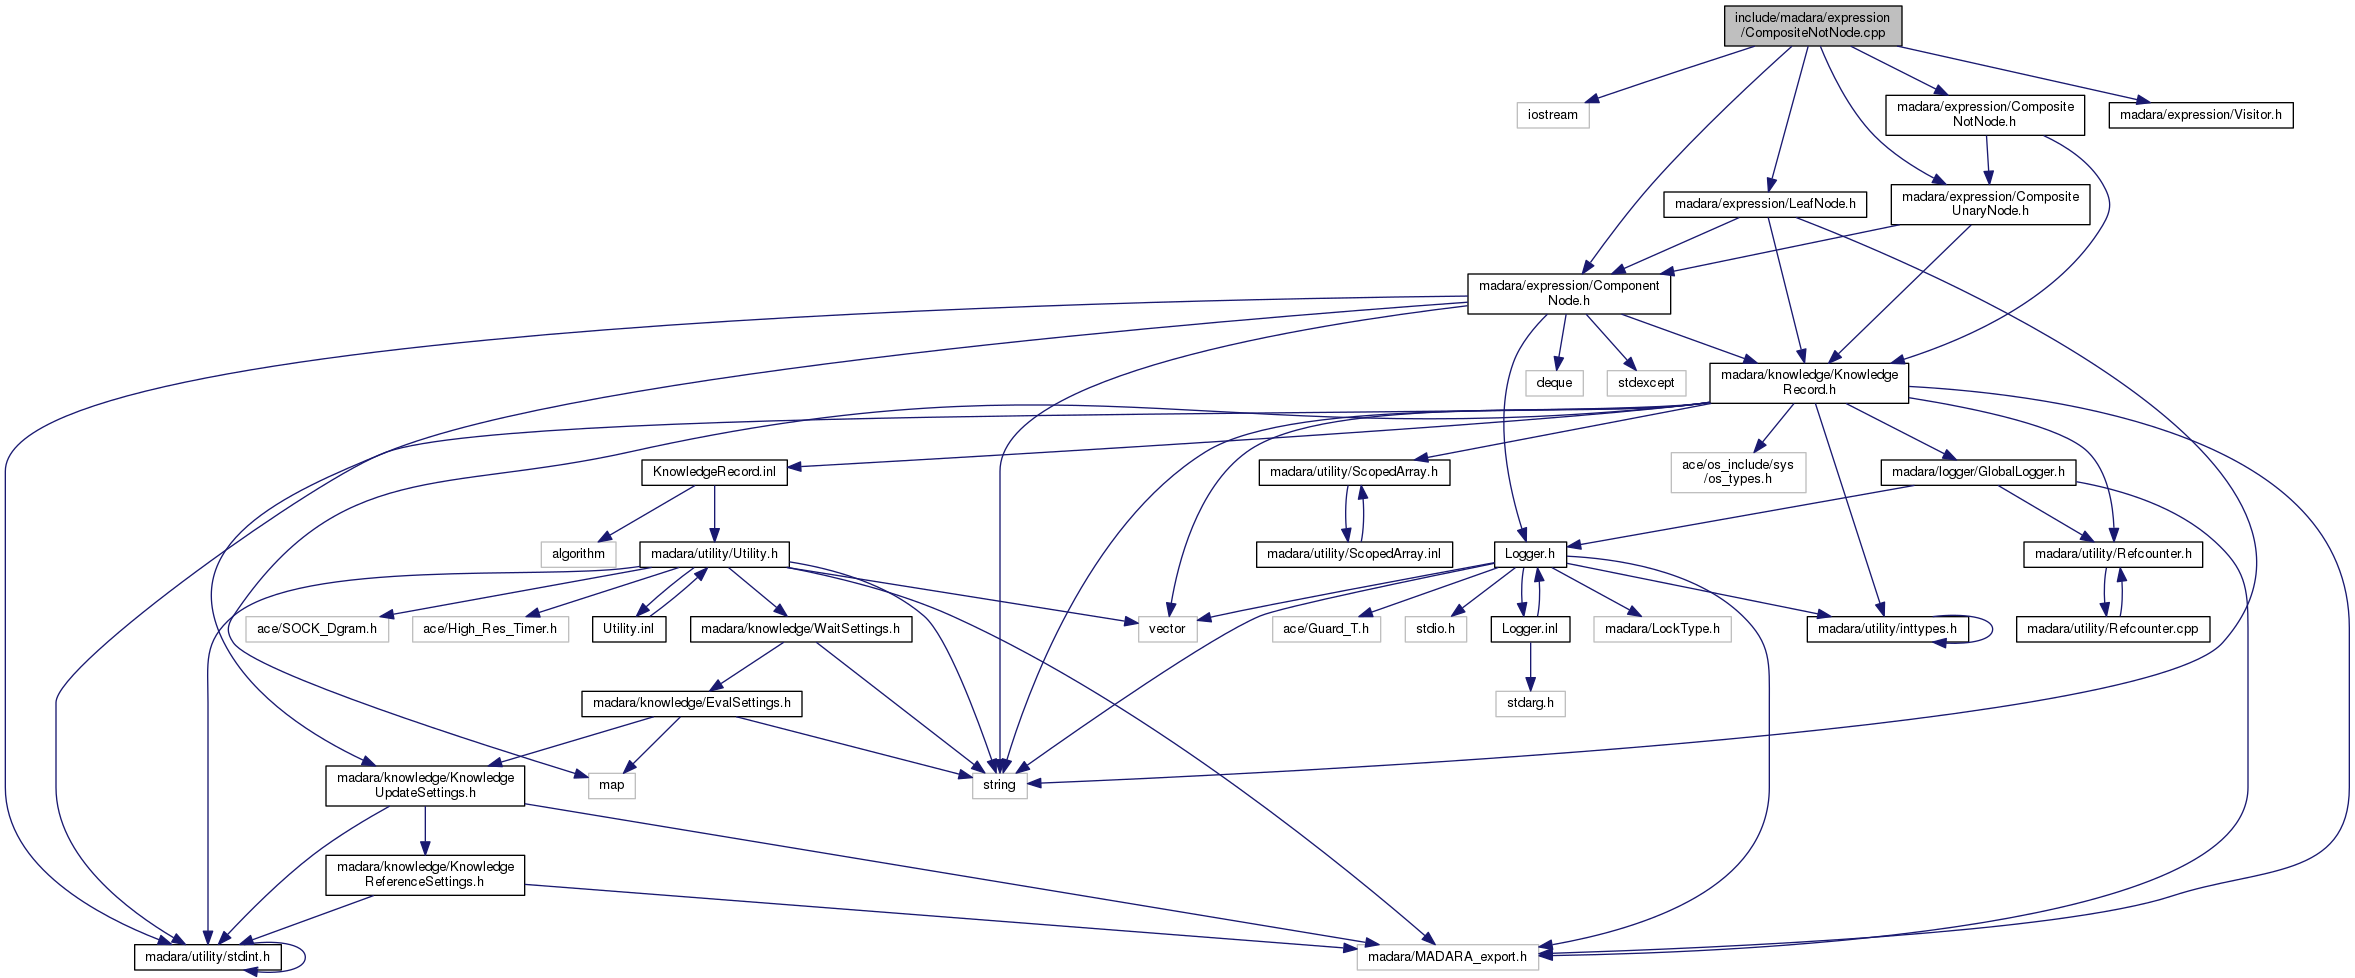 include/madara/expression
/CompositeNotNode.cpp
iostream
madara/expression/Composite
NotNode.h
madara/expression/Visitor.h
madara/expression/LeafNode.h
madara/expression/Composite
UnaryNode.h
madara/expression/Component
Node.h
deque
stdexcept
madara/knowledge/Knowledge
Record.h
KnowledgeRecord.inl
madara/utility/ScopedArray.h
ace/os_include/sys
/os_types.h
madara/logger/GlobalLogger.h
algorithm
madara/utility/Utility.h
madara/utility/ScopedArray.inl
Logger.h
madara/utility/Refcounter.h
ace/SOCK_Dgram.h
ace/High_Res_Timer.h
Utility.inl
madara/knowledge/WaitSettings.h
vector
ace/Guard_T.h
stdio.h
Logger.inl
madara/LockType.h
madara/utility/inttypes.h
madara/utility/Refcounter.cpp
madara/knowledge/EvalSettings.h
stdarg.h
madara/knowledge/Knowledge
UpdateSettings.h
map
string
madara/knowledge/Knowledge
ReferenceSettings.h
madara/utility/stdint.h
madara/MADARA_export.h